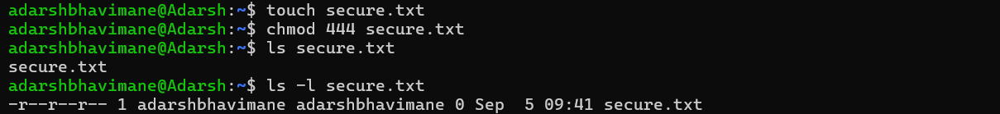 adarshbhavimane@Adarsh:~$ touch secure.txt
adarshbhavimane@Adarsh:~$ chmod 444 secure.txt
adarshbhavimane@Adarsh:~$ ls secure.txt
secure.txt
adarshbhavimane@Adarsh:~$ ls -l secure.txt
-r--r--r-- 1 adarshbhavimane adarshbhavimane 0 Sep  5 09:41 secure.txt